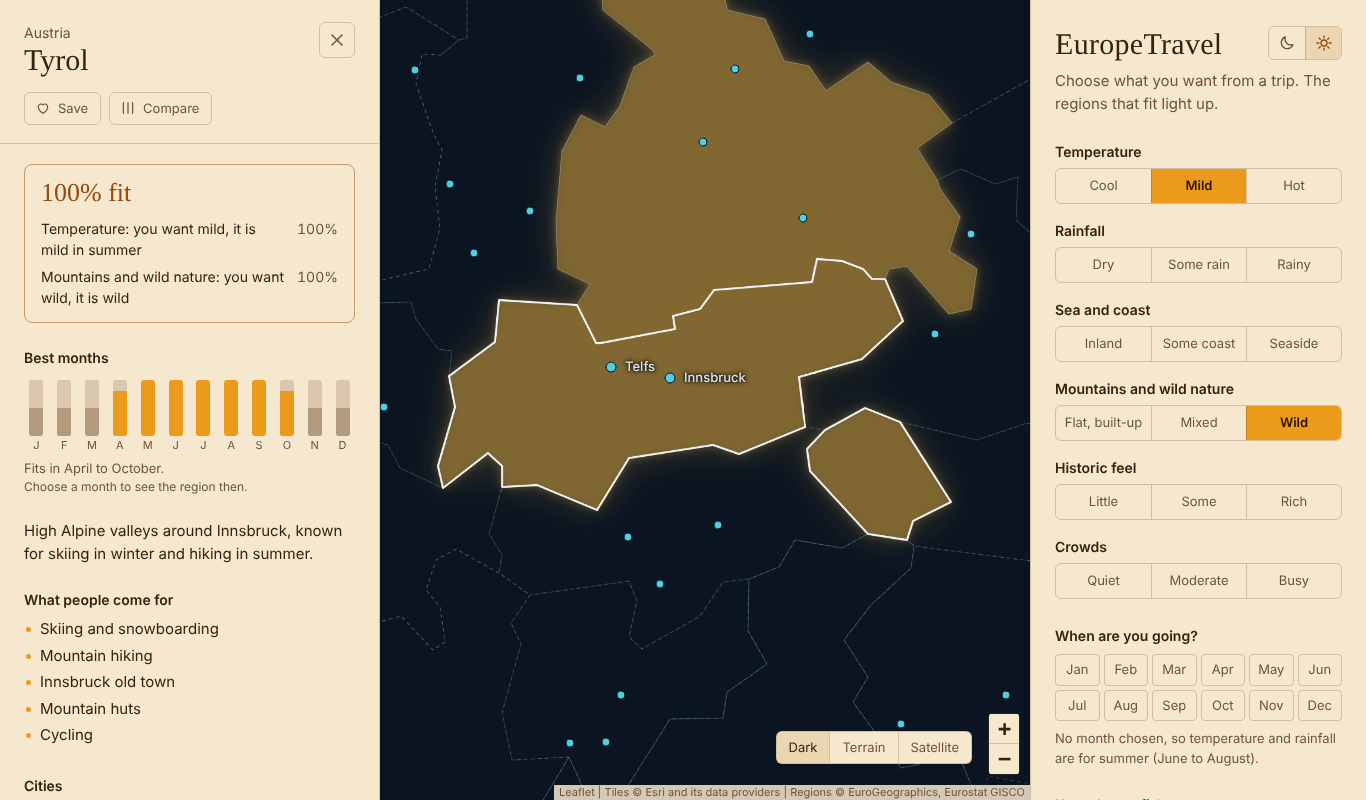 Austria
Tyrol
Save
Compare
100% fit
Temperature: you want mild, it is 100%
mild in summer
Mountains and wild nature: you want 100%
wild, it is wild
Best months
J F M A M J J A S O N D
Fits in April to October.
Choose a month to see the region then.
High Alpine valleys around Innsbruck, known
for skiing in winter and hiking in summer.
What people come for
Skiing and snowboarding
Mountain hiking
Innsbruck old town
Mountain huts
Cycling
Cities
Telfs
Innsbruck
Dark Terrain Satellite
+
−
Leaflet | Tiles © Esri and its data providers | Regions © EuroGeographics, Eurostat GISCO
EuropeTravel
Choose what you want from a trip. The
regions that fit light up.
Temperature
Cool Mild Hot
Rainfall
Dry Some rain Rainy
Sea and coast
Inland Some coast Seaside
Mountains and wild nature
Flat, built-up Mixed Wild
Historic feel
Little Some Rich
Crowds
Quiet Moderate Busy
When are you going?
Jan Feb Mar Apr May Jun
Jul Aug Sep Oct Nov Dec
No month chosen, so temperature and rainfall
are for summer (June to August).